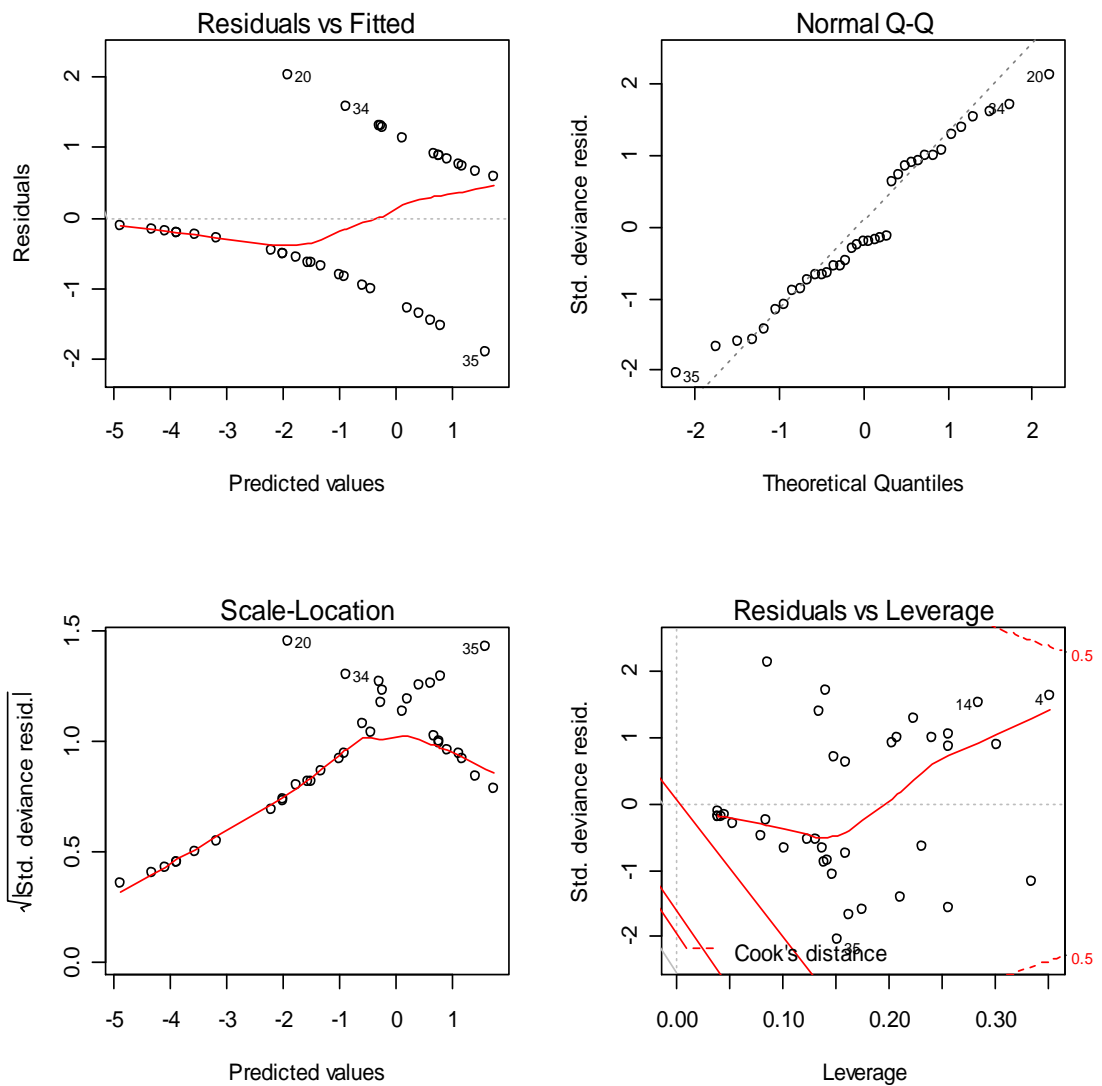 Residuals vs Fitted
Residuals
2
1
0
-1
-2
20
34
35
-5 -4 -3 -2 -1 0 1
Predicted values
Normal Q-Q
Std. deviance resid.
2
1
0
-1
-2
20
34
35
-2 -1 0 1 2
Theoretical Quantiles
Scale-Location
√|Std. deviance resid.|
1.5
1.0
0.5
0.0
20
34
35
-5 -4 -3 -2 -1 0 1
Predicted values
Residuals vs Leverage
Std. deviance resid.
2
1
0
-1
-2
0.5
14
4
35
Cook's distance
0.5
0.00 0.10 0.20 0.30
Leverage